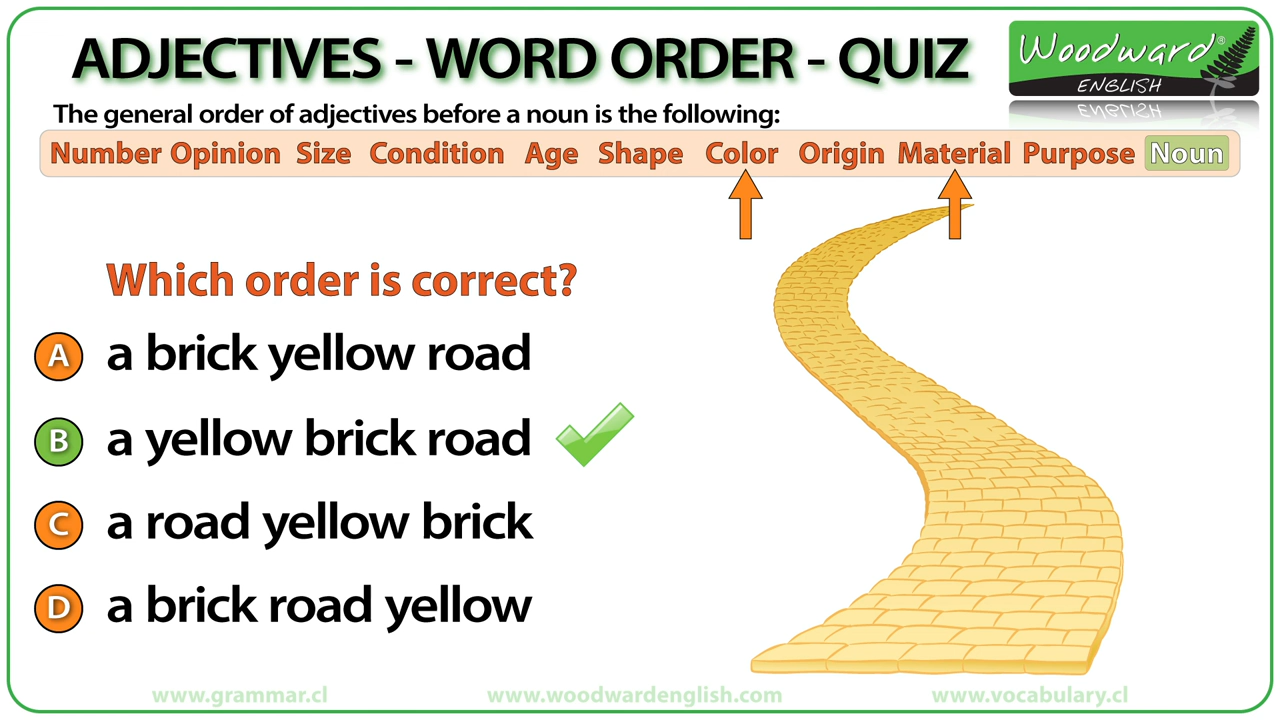 ADJECTIVES - WORD ORDER - QUIZ
Woodward®
ENGLISH
The general order of adjectives before a noun is the following:
Number Opinion Size Condition Age Shape Color Origin Material Purpose Noun
Which order is correct?
A a brick yellow road
B a yellow brick road
C a road yellow brick
D a brick road yellow
www.grammar.cl www.woodwardenglish.com www.vocabulary.cl